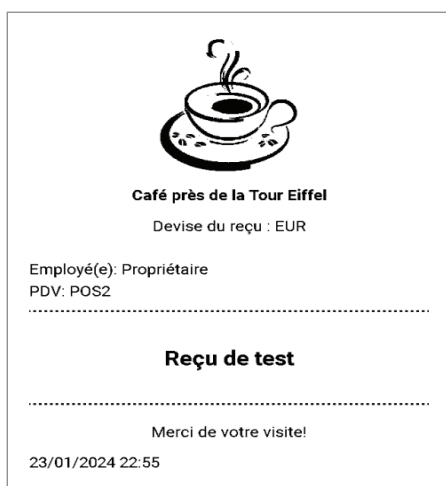 Café près de la Tour Eiffel
Devise du reçu : EUR
Employé(e): Propriétaire
PDV: POS2
Reçu de test
Merci de votre visite!
23/01/2024 22:55